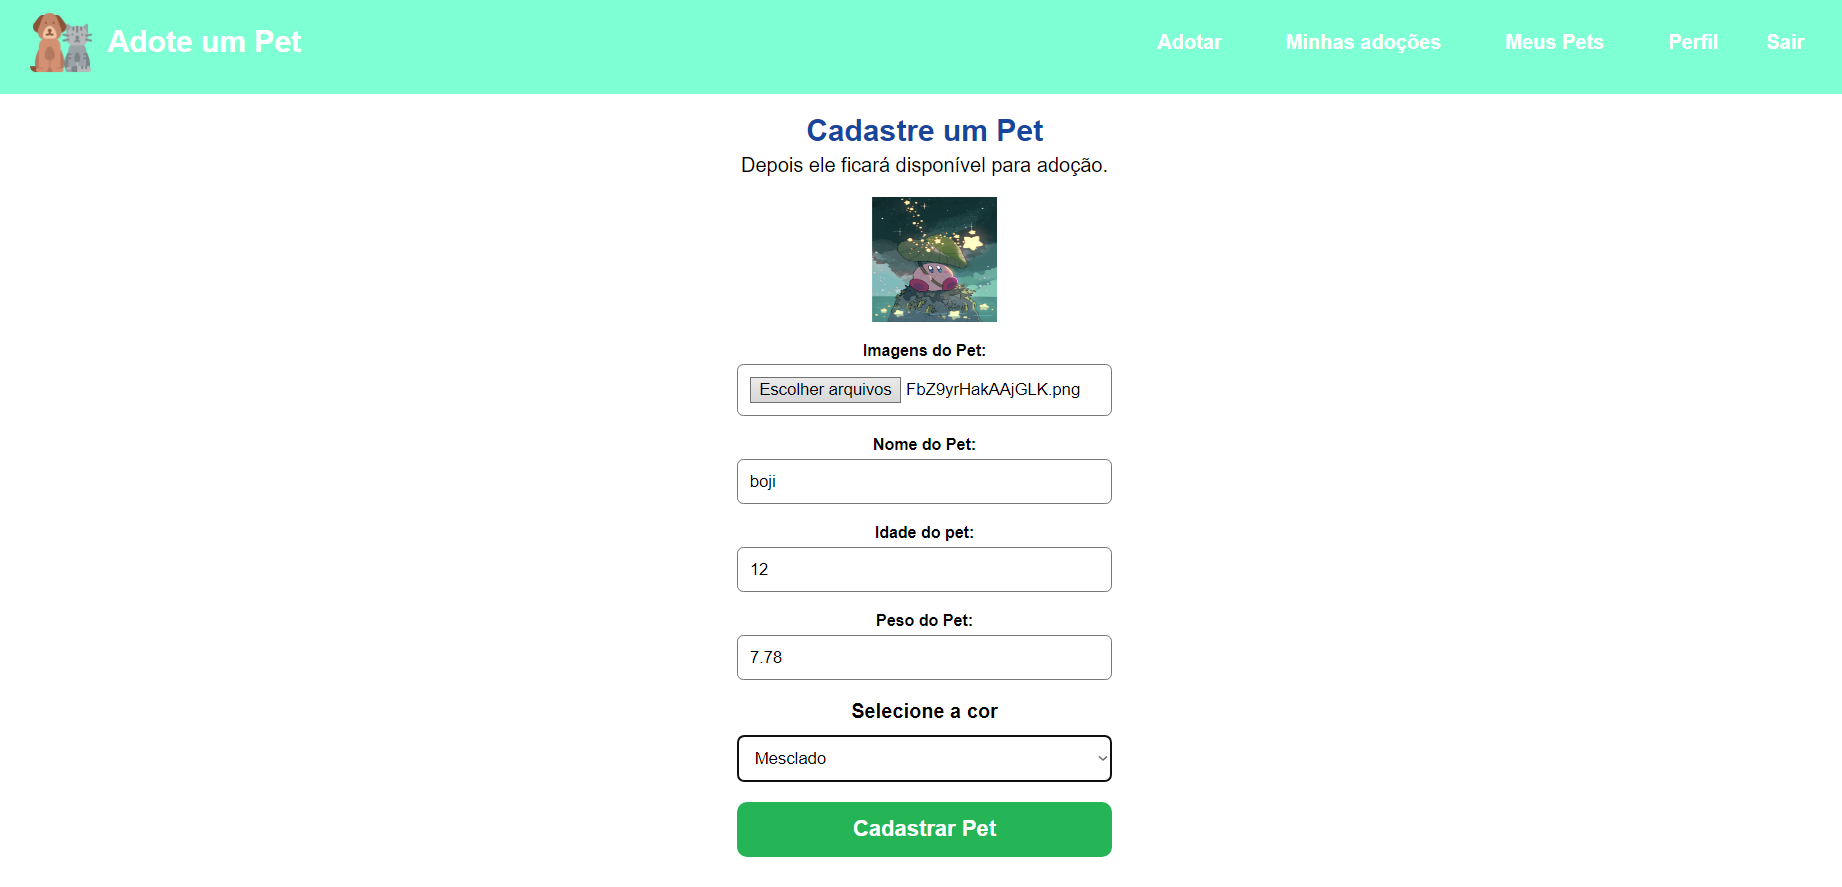 Adote um Pet
Adotar Minhas adoções Meus Pets Perfil Sair
Cadastre um Pet
Depois ele ficará disponível para adoção.
Imagens do Pet:
Escolher arquivos FbZ9yrHakAAjGLK.png
Nome do Pet:
boji
Idade do pet:
12
Peso do Pet:
7.78
Selecione a cor
Mesclado
Cadastrar Pet